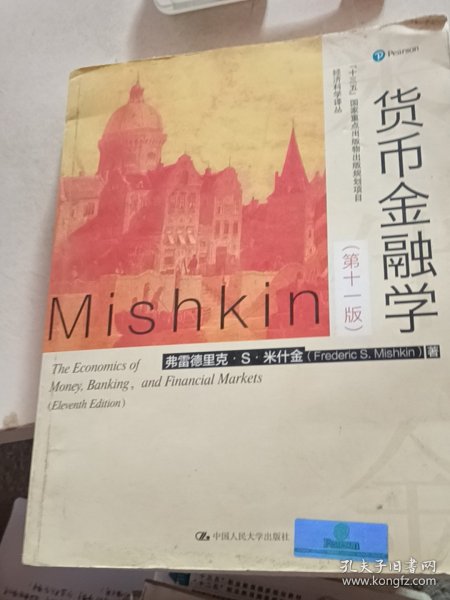 Pearson
“十三五”国家重点出版物出版规划项目
经济科学译丛
货币金融学
(第十一版)
Mishkin
弗雷德里克·S·米什金(Frederic S. Mishkin) 著
The Economics of
Money, Banking, and Financial Markets
(Eleventh Edition)
金
中国人民大学出版社
孔夫子旧书网
www.kongfz.com